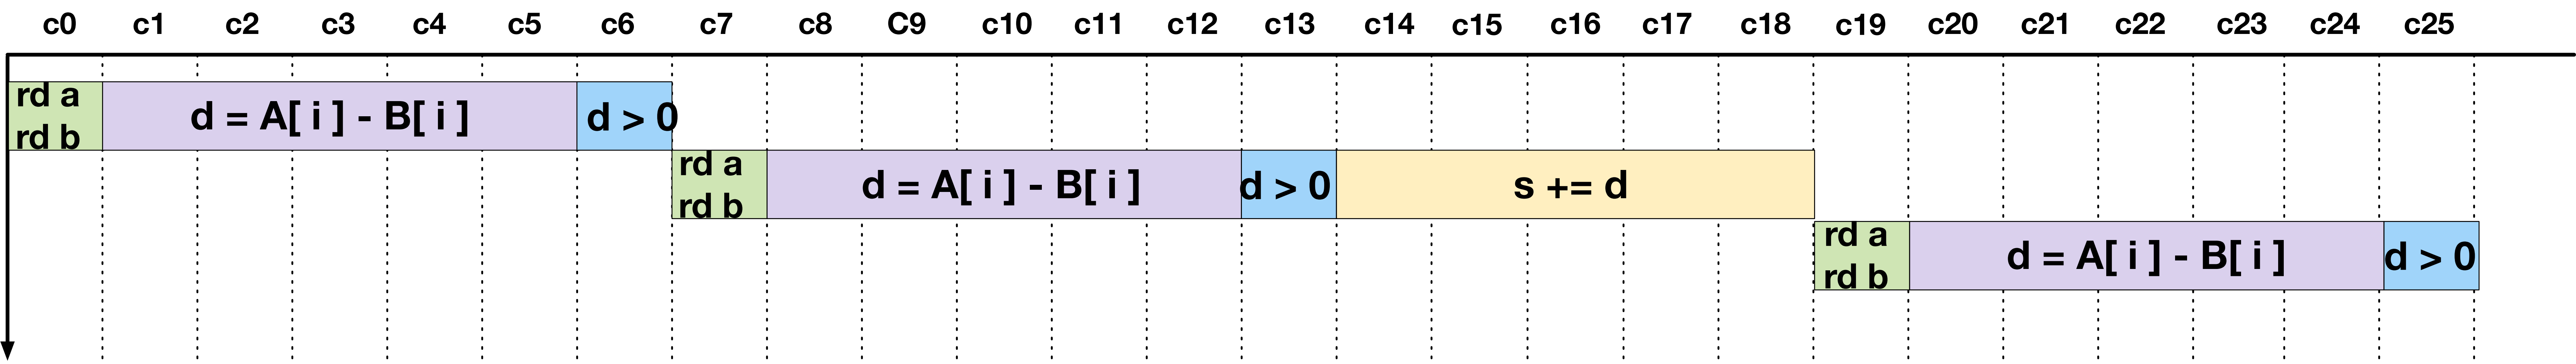 c0 c1 c2 c3 c4 c5 c6 c7 c8 C9 c10 c11 c12 c13 c14 c15 c16 c17 c18 c19 c20 c21 c22 c23 c24 c25
rd a
rd b
d = A[ i ] - B[ i ]
d > 0
rd a
rd b
d = A[ i ] - B[ i ]
d > 0
s += d
rd a
rd b
d = A[ i ] - B[ i ]
d > 0